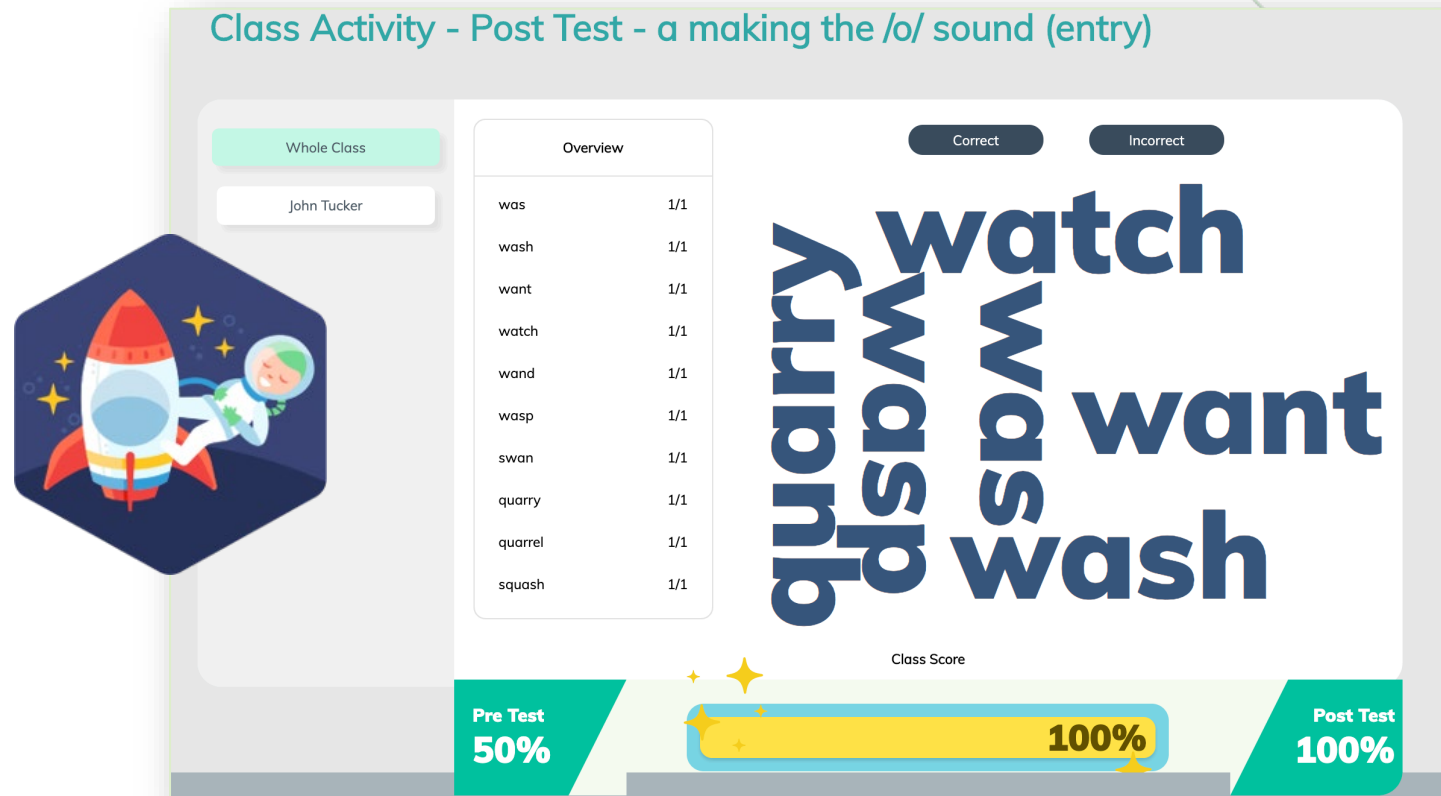 Class Activity - Post Test - a making the /o/ sound (entry)
Whole Class
John Tucker
Overview
was 1/1
wash 1/1
want 1/1
watch 1/1
wand 1/1
wasp 1/1
swan 1/1
quarry 1/1
quarrel 1/1
squash 1/1
Correct
Incorrect
watch
quarry
wasp
was
want
wash
Class Score
Pre Test
50%
100%
Post Test
100%